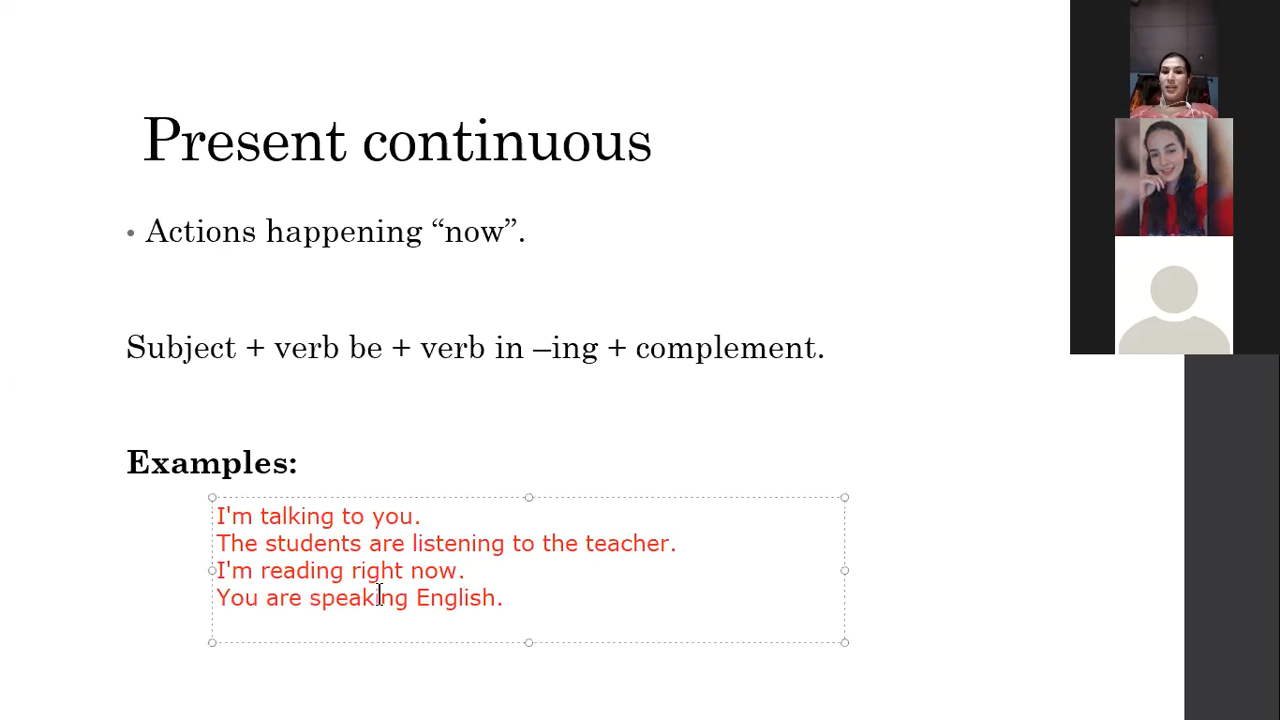 Present continuous
• Actions happening “now”.
Subject + verb be + verb in –ing + complement.
Examples:
I'm talking to you.
The students are listening to the teacher.
I'm reading right now.
You are speaking English.